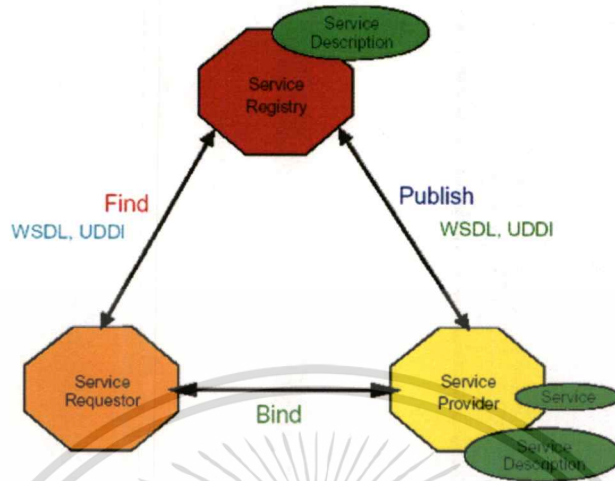 Service
Description
Service
Registry
Find
WSDL, UDDI
Publish
WSDL, UDDI
Service
Requestor
Bind
Service
Provider
Service
Service
Description